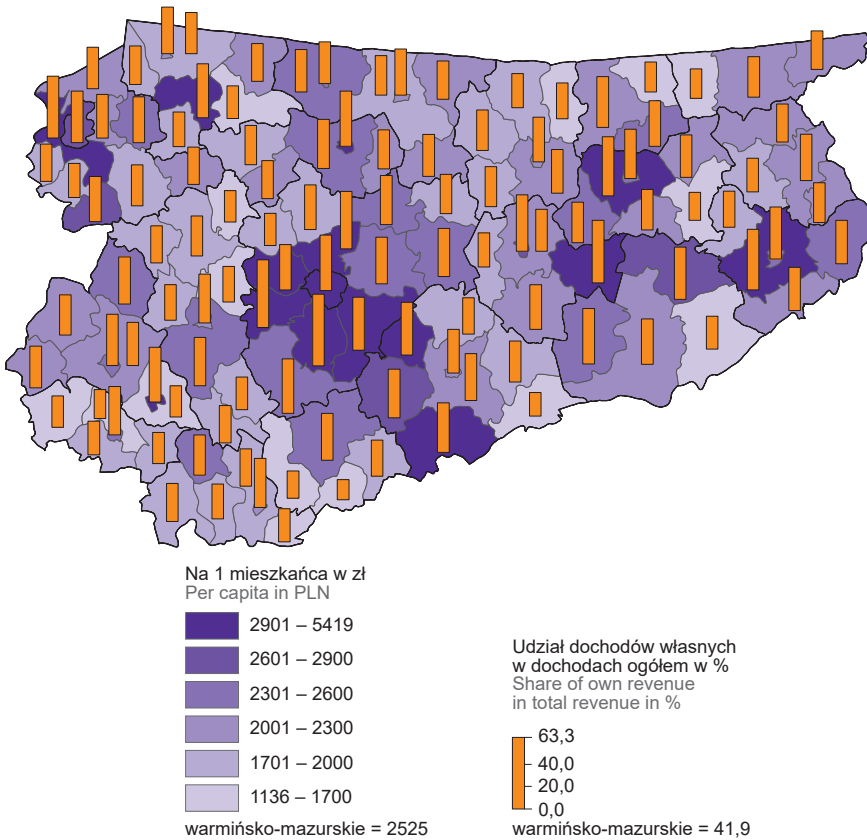 Na 1 mieszkańca w zł
Per capita in PLN
2901 – 5419
2601 – 2900
2301 – 2600
2001 – 2300
1701 – 2000
1136 – 1700
warmińsko-mazurskie = 2525
Udział dochodów własnych
w dochodach ogółem w %
Share of own revenue
in total revenue in %
63,3
40,0
20,0
0,0
warmińsko-mazurskie = 41,9